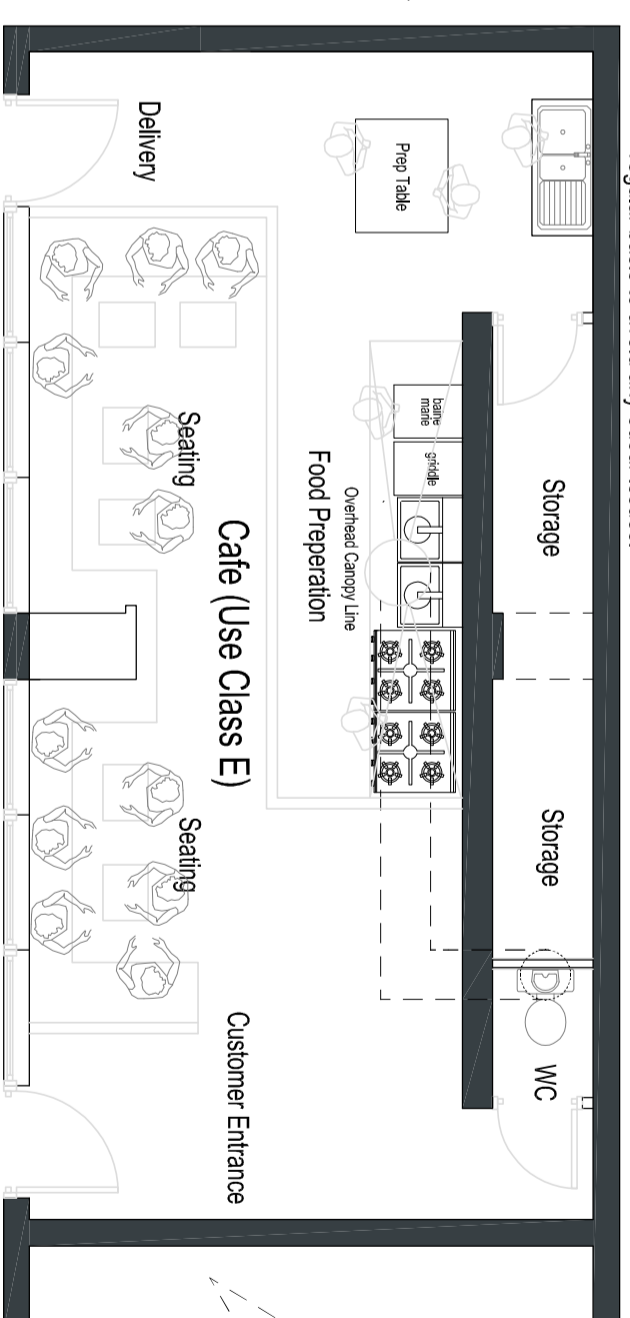 Delivery
Prep Table
baine
marie
griddle
Seating
Storage
Overhead Canopy Line
Food Preperation
Cafe (Use Class E)
Seating
Storage
Customer Entrance
WC